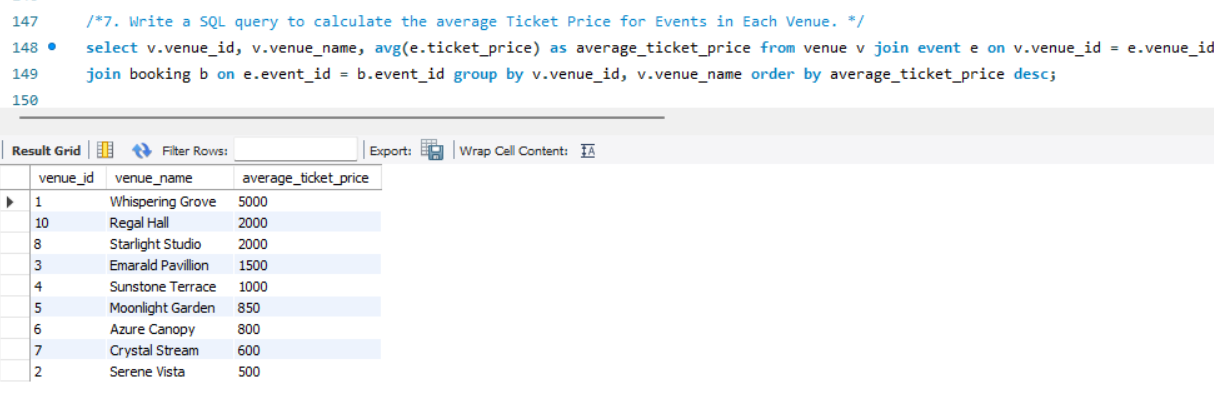 147 /*7. Write a SQL query to calculate the average Ticket Price for Events in Each Venue. */
148 select v.venue_id, v.venue_name, avg(e.ticket_price) as average_ticket_price from venue v join event e on v.venue_id = e.venue_id
149 join booking b on e.event_id = b.event_id group by v.venue_id, v.venue_name order by average_ticket_price desc;
150
Result Grid Filter Rows: Export: Wrap Cell Content: IA
venue_id venue_name average_ticket_price
1 Whispering Grove 5000
10 Regal Hall 2000
8 Starlight Studio 2000
3 Emarald Pavillion 1500
4 Sunstone Terrace 1000
5 Moonlight Garden 850
6 Azure Canopy 800
7 Crystal Stream 600
2 Serene Vista 500